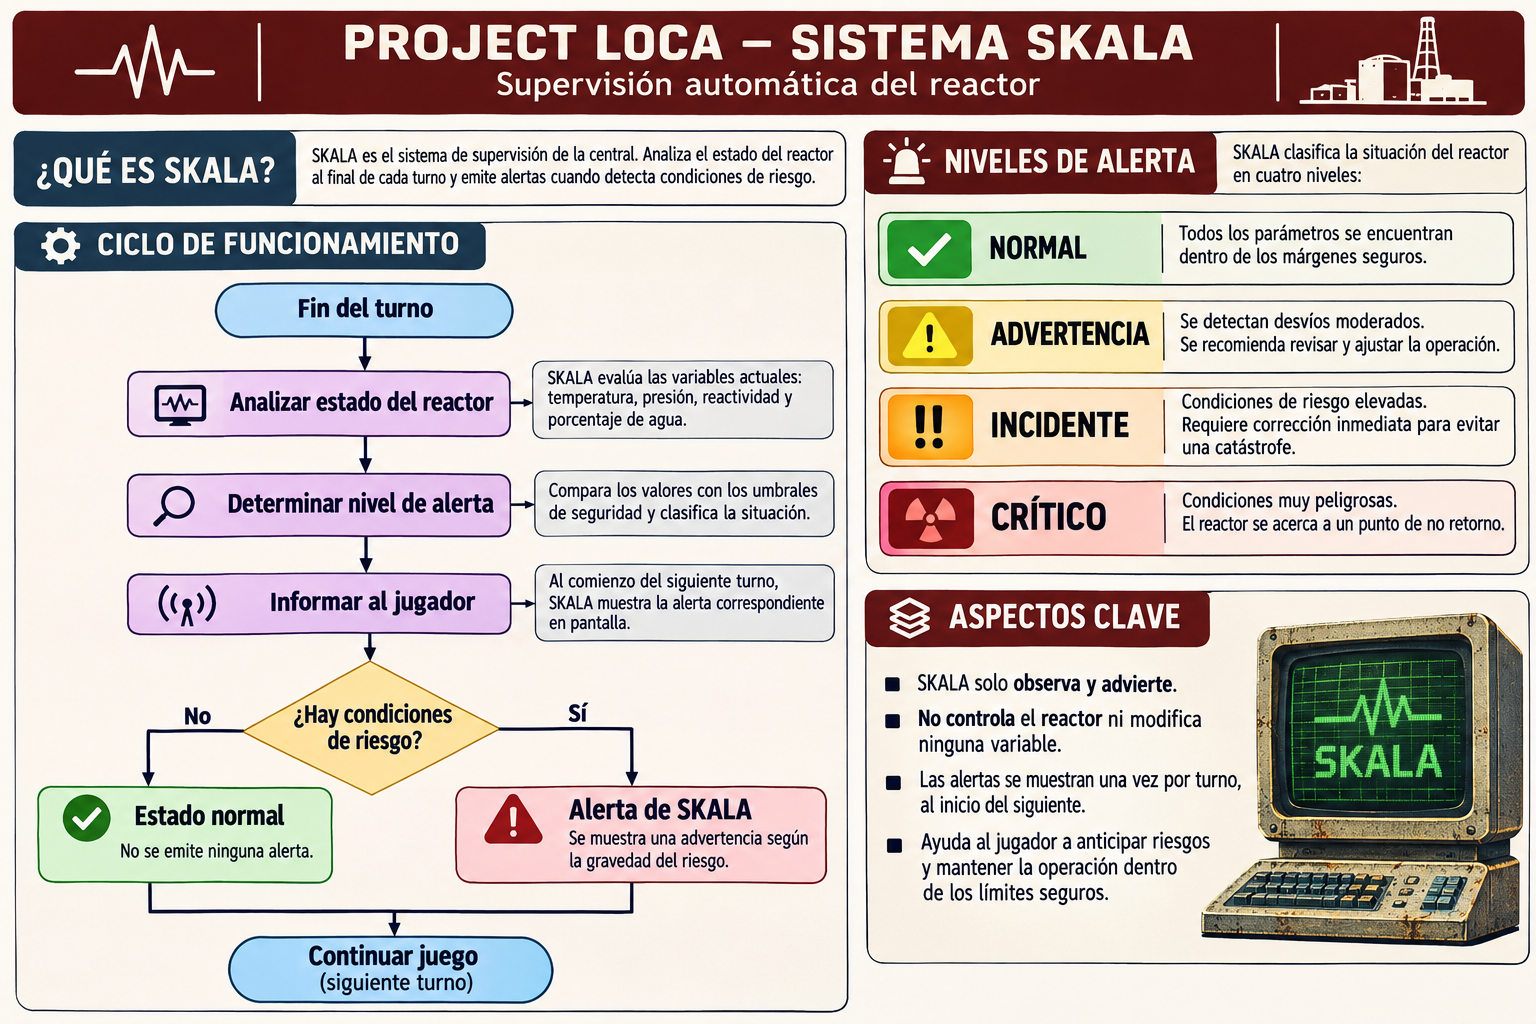 PROJECT LOCA – SISTEMA SKALA
Supervisión automática del reactor
¿QUÉ ES SKALA?
SKALA es el sistema de supervisión de la central. Analiza el estado del reactor
al final de cada turno y emite alertas cuando detecta condiciones de riesgo.
CICLO DE FUNCIONAMIENTO
Fin del turno
Analizar estado del reactor
SKALA evalúa las variables actuales:
temperatura, presión, reactividad y
porcentaje de agua.
Determinar nivel de alerta
Compara los valores con los umbrales
de seguridad y clasifica la situación.
Informar al jugador
Al comienzo del siguiente turno,
SKALA muestra la alerta correspondiente
en pantalla.
¿Hay condiciones
de riesgo?
No
Sí
Estado normal
No se emite ninguna alerta.
Alerta de SKALA
Se muestra una advertencia según
la gravedad del riesgo.
Continuar juego
(siguiente turno)
NIVELES DE ALERTA
SKALA clasifica la situación del reactor
en cuatro niveles:
NORMAL
Todos los parámetros se encuentran
dentro de los márgenes seguros.
ADVERTENCIA
Se detectan desvíos moderados.
Se recomienda revisar y ajustar la operación.
INCIDENTE
Condiciones de riesgo elevadas.
Requiere corrección inmediata para evitar
una catástrofe.
CRÍTICO
Condiciones muy peligrosas.
El reactor se acerca a un punto de no retorno.
ASPECTOS CLAVE
SKALA solo observa y advierte.
No controla el reactor ni modifica
ninguna variable.
Las alertas se muestran una vez por turno,
al inicio del siguiente.
Ayuda al jugador a anticipar riesgos
y mantener la operación dentro
de los límites seguros.
SKALA